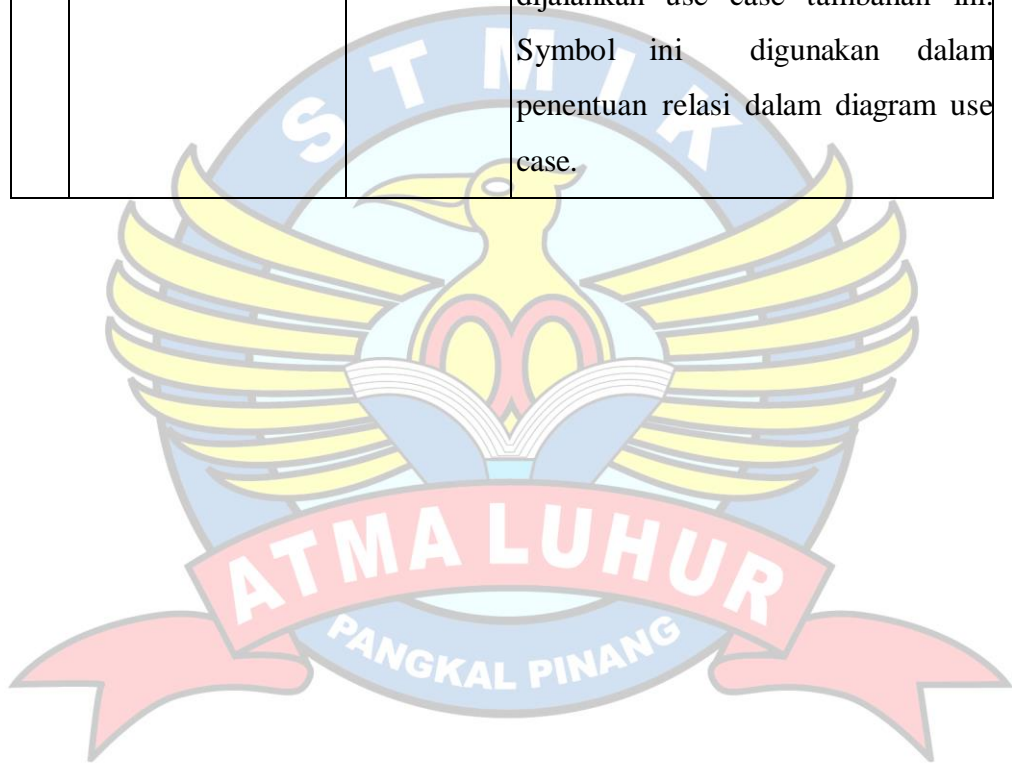 dijalankan use case tambahan ini.
Symbol ini digunakan dalam
penentuan relasi dalam diagram use
case.
STMIK
ATMA LUHUR
PANGKAL PINANG